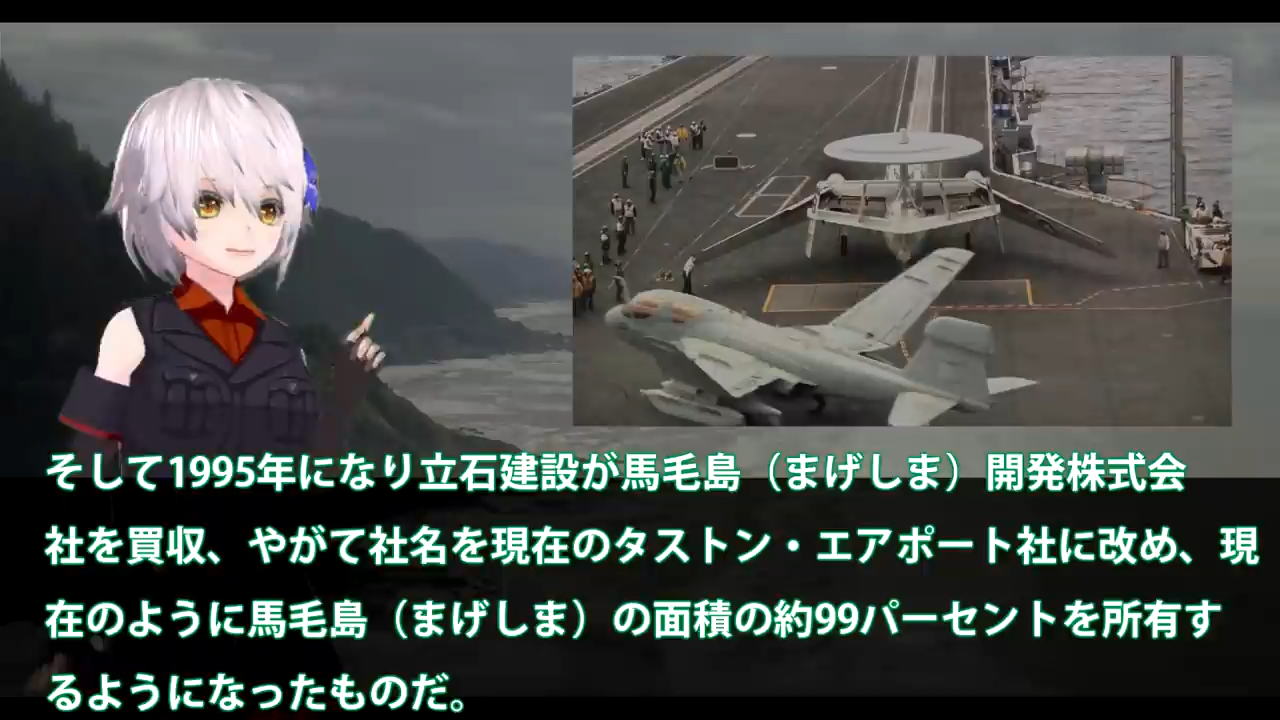 そして1995年になり立石建設が馬毛島（まげしま）開発株式会
社を買収、やがて社名を現在のタストン・エアポート社に改め、現
在のように馬毛島（まげしま）の面積の約99パーセントを所有す
るようになったものだ。